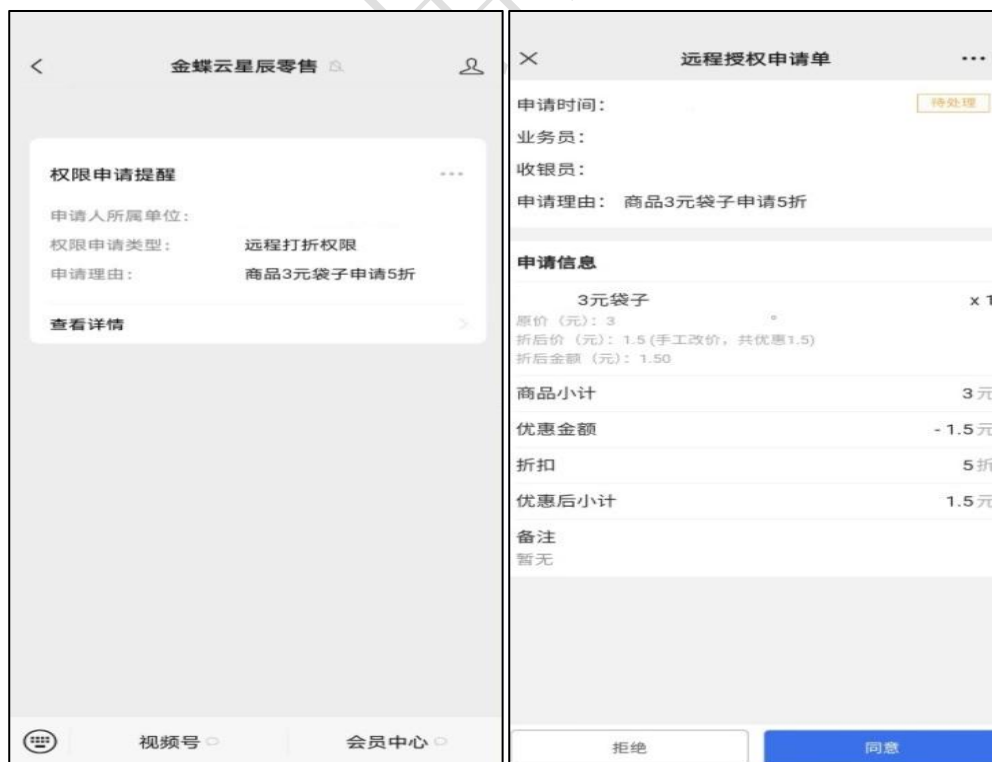 金蝶云星辰零售
权限申请提醒
申请人所属单位:
权限申请类型: 远程打折权限
申请理由: 商品3元袋子申请5折
查看详情
视频号
会员中心
远程授权申请单
申请时间:
待处理
业务员:
收银员:
申请理由: 商品3元袋子申请5折
申请信息
3元袋子 x 1
原价（元）: 3
折后价（元）: 1.5 (手工改价，共优惠1.5)
折后金额（元）: 1.50
商品小计 3元
优惠金额 - 1.5元
折扣 5折
优惠后小计 1.5元
备注
暂无
拒绝
同意